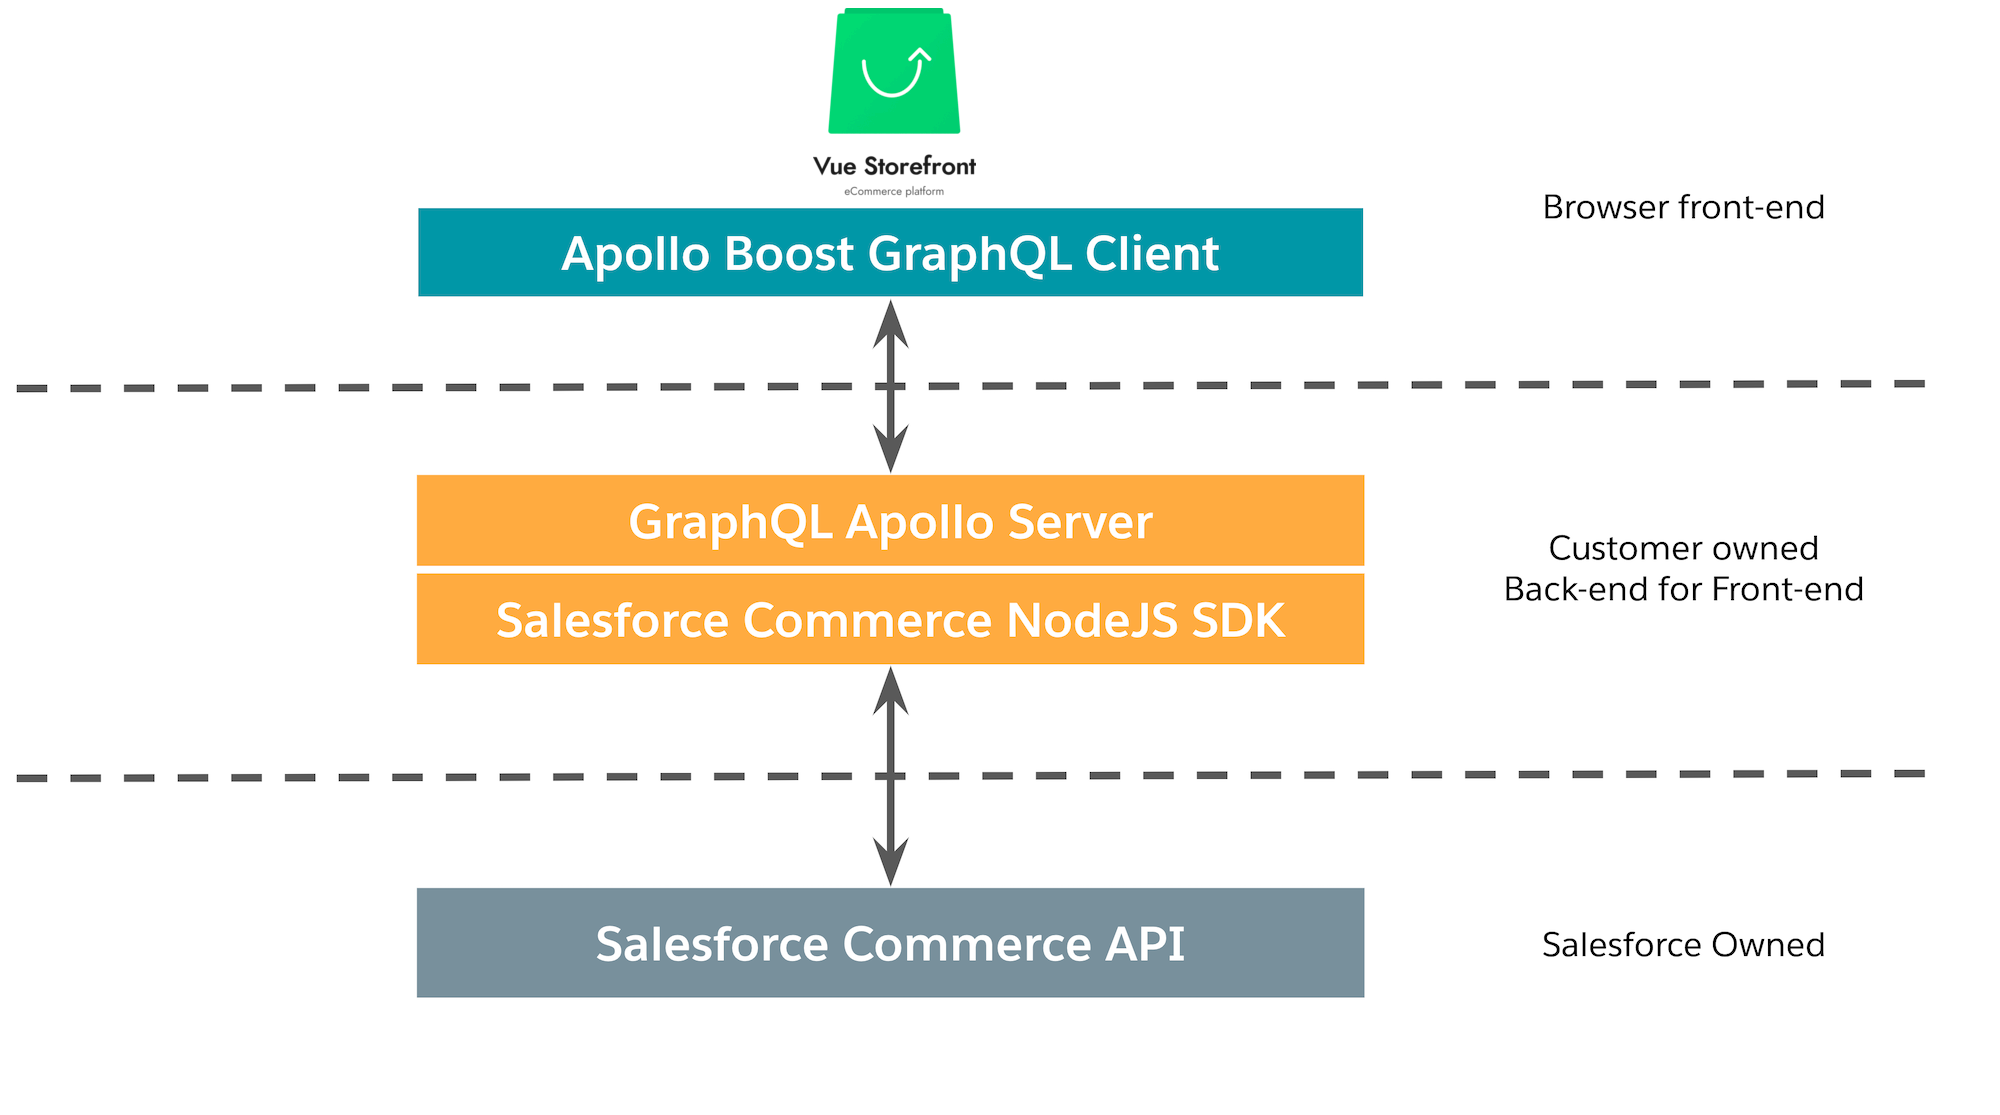 Vue Storefront
eCommerce platform
Browser front-end
Apollo Boost GraphQL Client
GraphQL Apollo Server
Salesforce Commerce NodeJS SDK
Customer owned
Back-end for Front-end
Salesforce Commerce API
Salesforce Owned